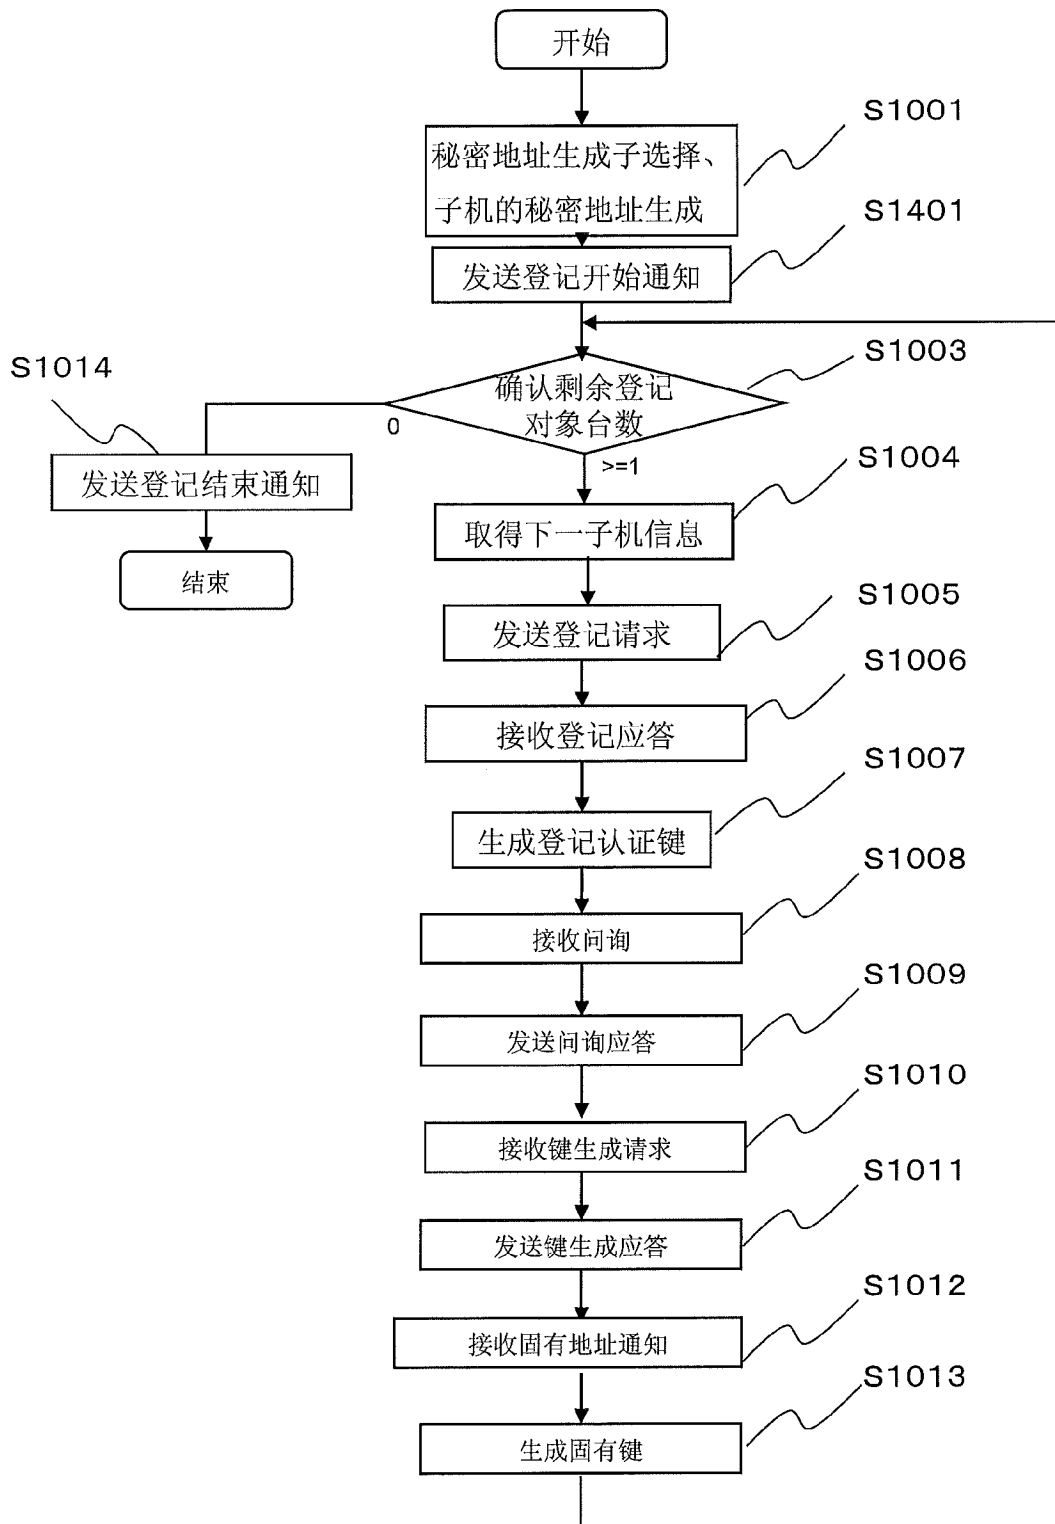 开始
S1001
秘密地址生成子选择、
子机的秘密地址生成
S1401
发送登记开始通知
S1003
确认剩余登记
对象台数
0
>=1
S1014
发送登记结束通知
结束
S1004
取得下一子机信息
S1005
发送登记请求
S1006
接收登记应答
S1007
生成登记认证键
S1008
接收问询
S1009
发送问询应答
S1010
接收键生成请求
S1011
发送键生成应答
S1012
接收固有地址通知
S1013
生成固有键